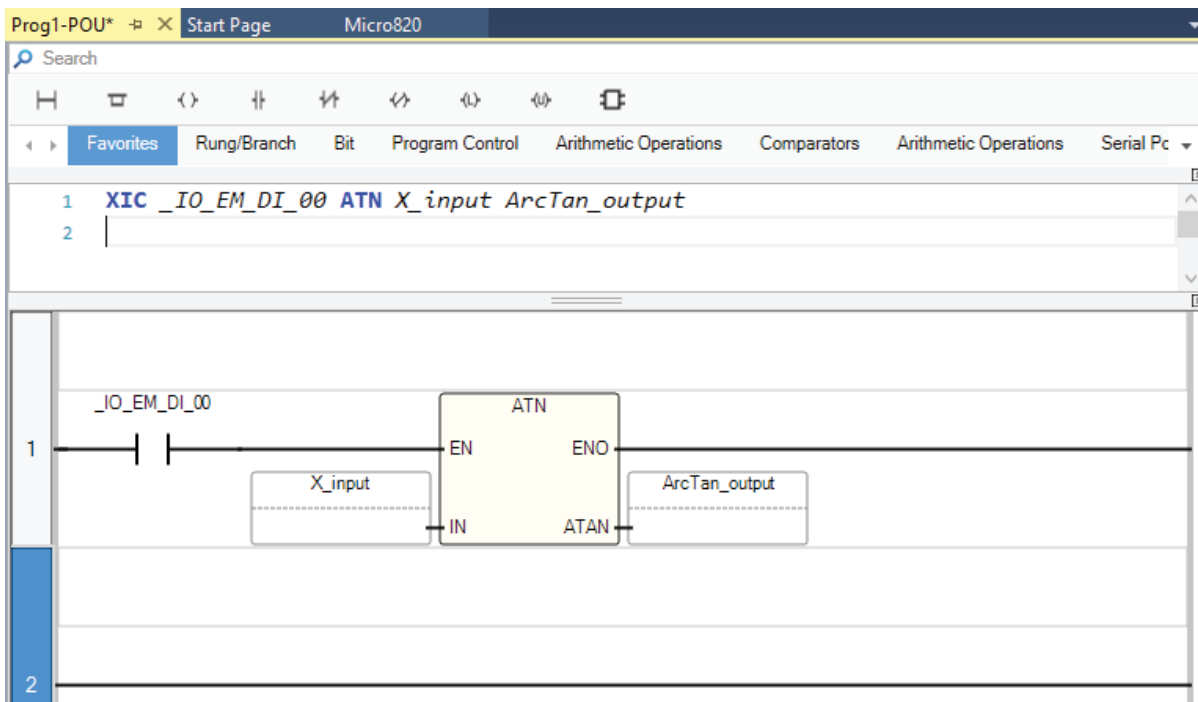 Prog1-POU* Start Page Micro820
Search
Favorites Rung/Branch Bit Program Control Arithmetic Operations Comparators Arithmetic Operations Serial Pc
1 XIC _IO_EM_DI_00 ATN X_input ArcTan_output
2
_IO_EM_DI_00 ATN
1 EN ENO
X_input ArcTan_output
IN ATAN
2